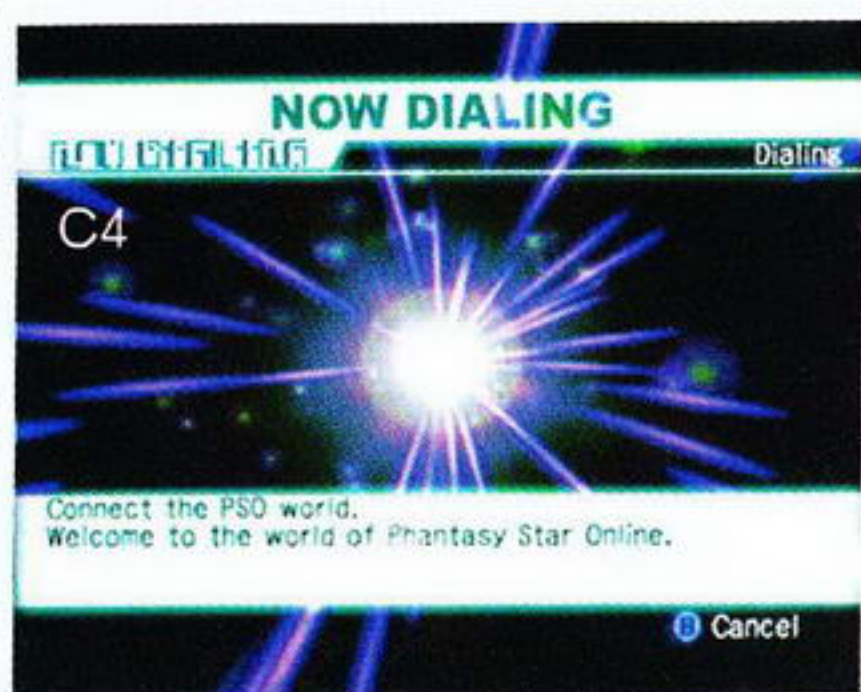 NOW DIALING
Dialing
C4
Connect the PSO world.
Welcome to the world of Phantasy Star Online.
B Cancel